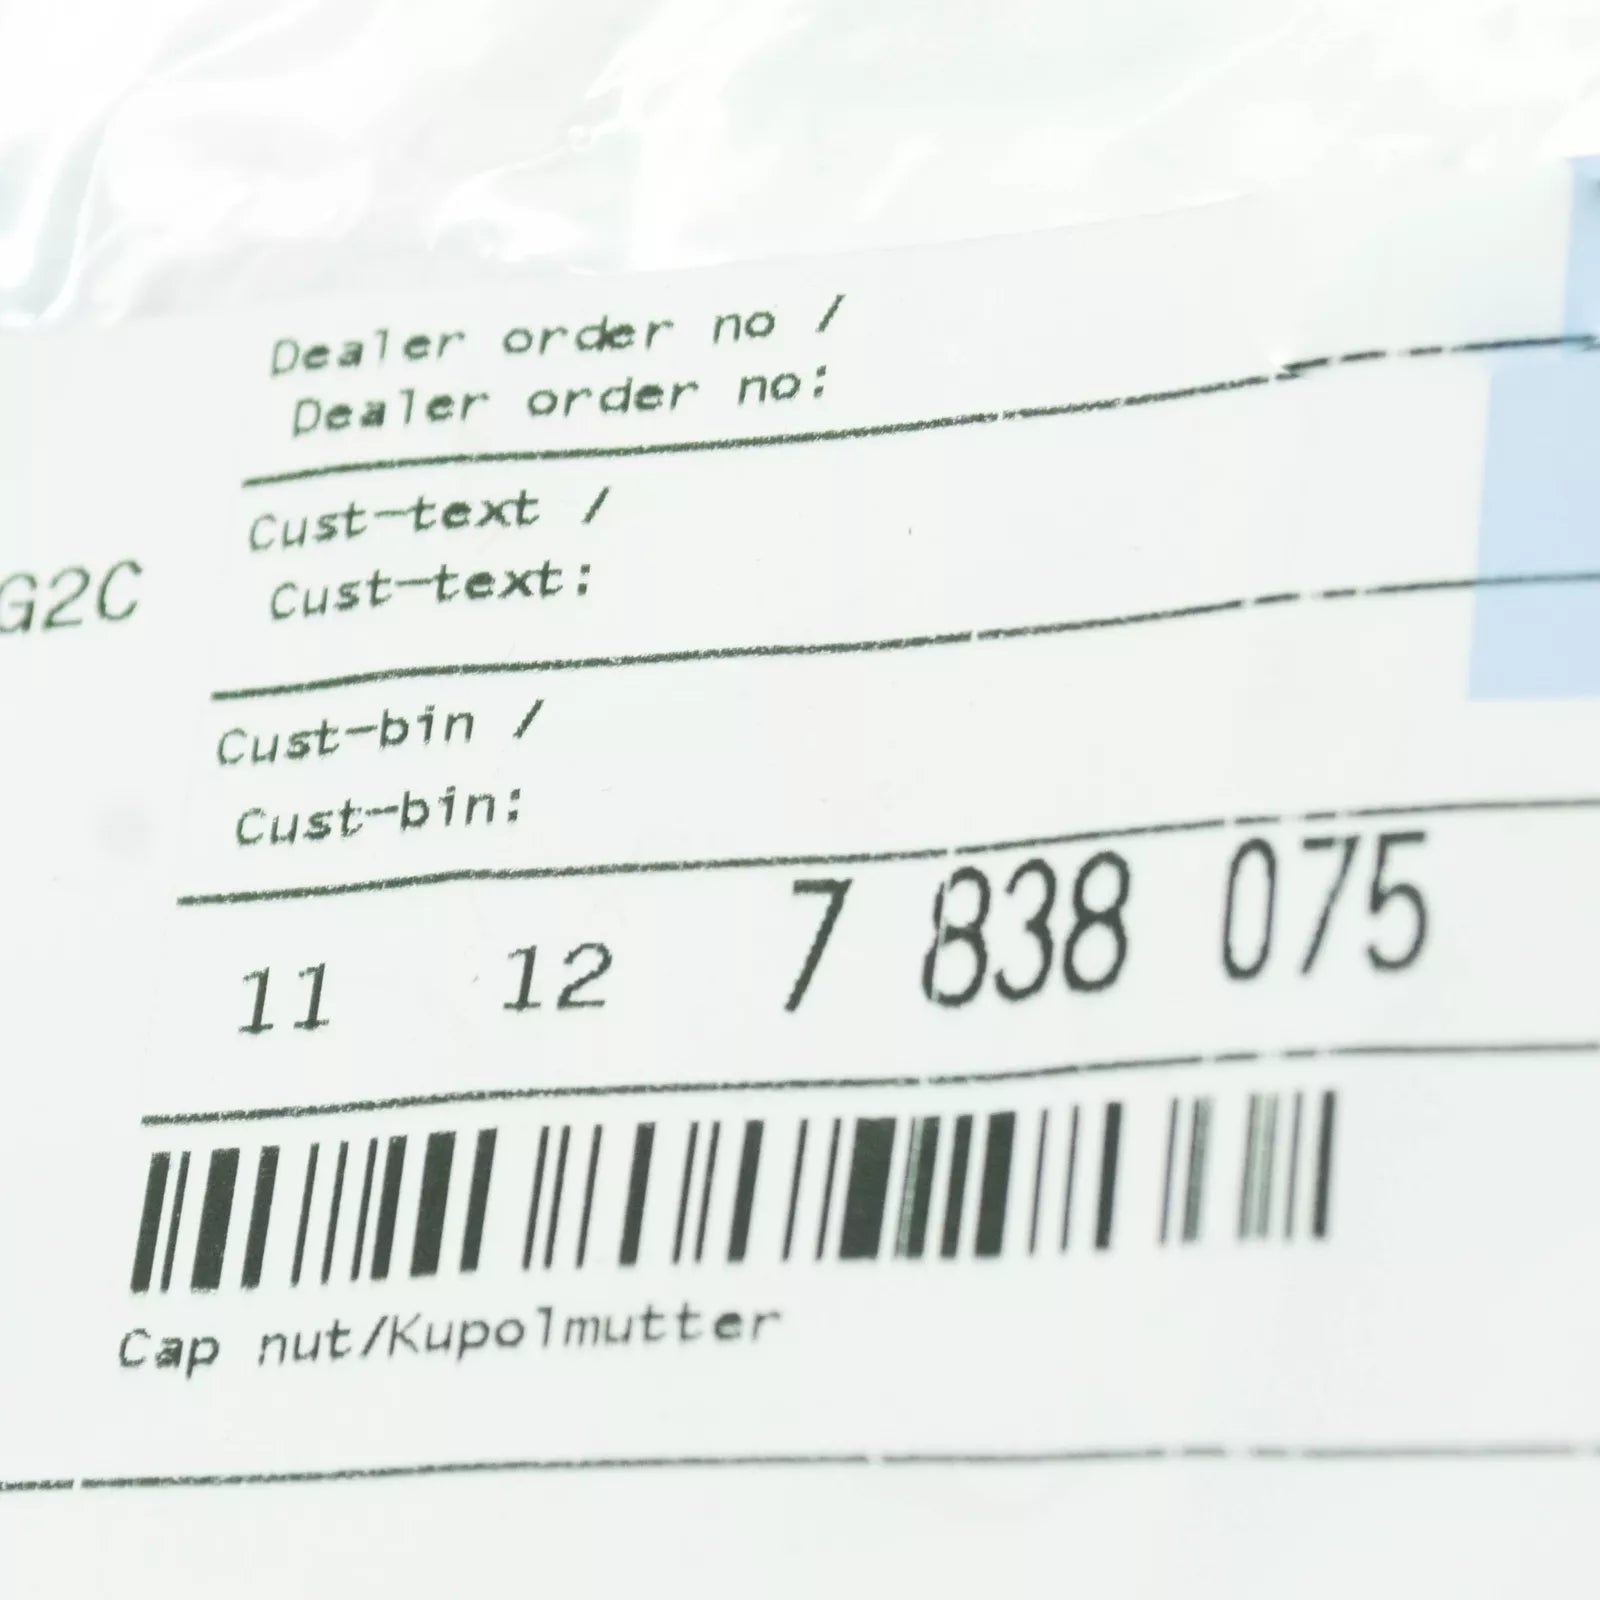 Dealer order no /
Dealer order no:
Cust-text /
Cust-text:
G2C
Cust-bin /
Cust-bin:
11 12 7 838 075
Cap nut/Kupolmutter